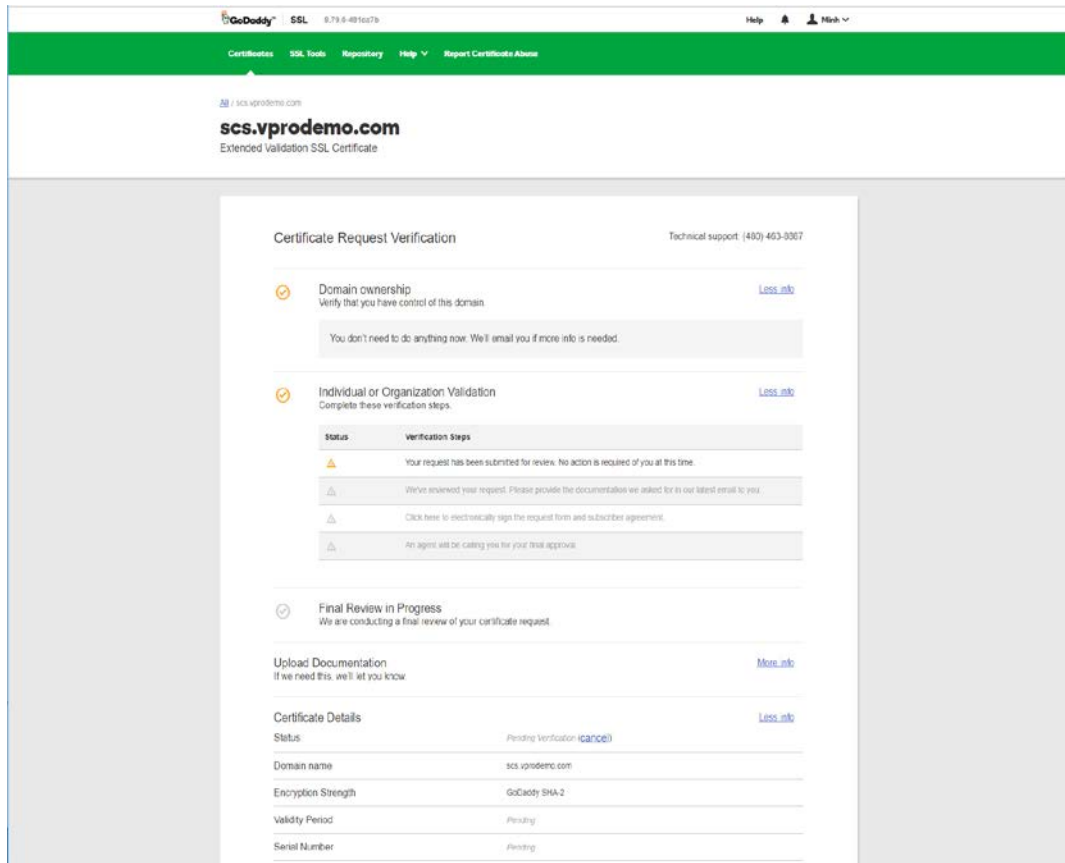 GoDaddy™ SSL
Help Minh
Certificates SSL Tools Repository Help Report Certificate Abuse
All / scs.vprodemo.com
scs.vprodemo.com
Extended Validation SSL Certificate
Certificate Request Verification Technical support: (480) 463-8887
Domain ownership Less info
Verify that you have control of this domain.
You don't need to do anything now. We'll email you if more info is needed.
Individual or Organization Validation Less info
Complete these verification steps.
Status Verification Steps
Your request has been submitted for review. No action is required of you at this time.
We've reviewed your request. Please provide the documentation we asked for in our latest email to you.
Click here to electronically sign the request form and subscriber agreement.
An agent will be calling you for your final approval.
Final Review in Progress
We are conducting a final review of your certificate request.
Upload Documentation More info
If we need this, we'll let you know.
Certificate Details Less info
Status Pending Verification (cancel)
Domain name scs.vprodemo.com
Encryption Strength GoDaddy SHA-2
Validity Period Pending
Serial Number Pending